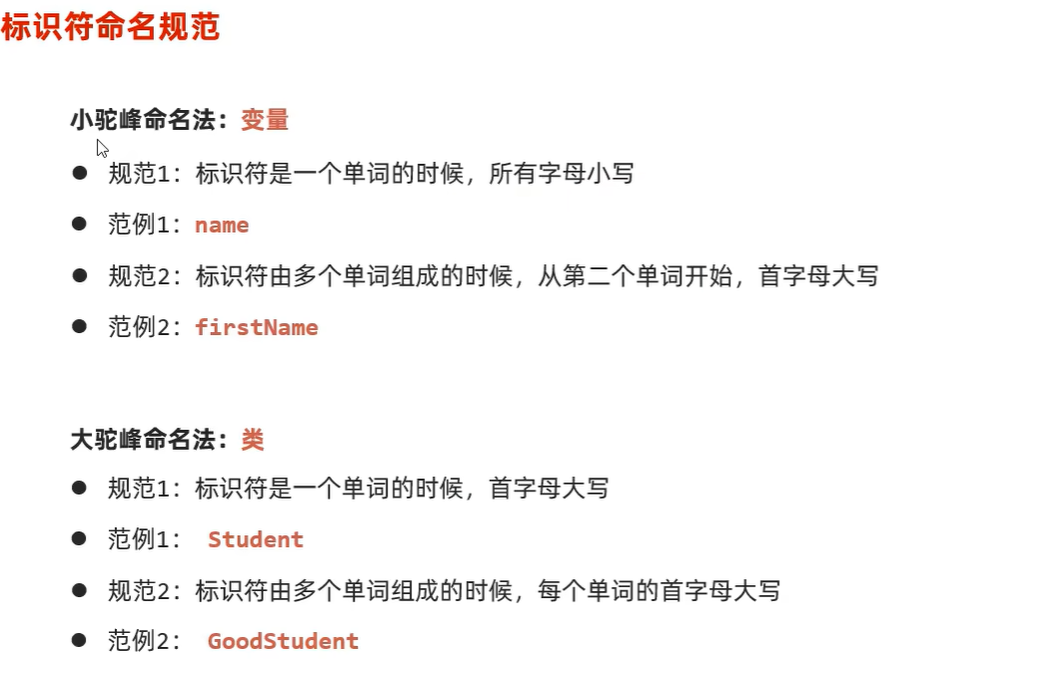 标识符命名规范
小驼峰命名法：变量
● 规范1：标识符是一个单词的时候，所有字母小写
● 范例1：name
● 规范2：标识符由多个单词组成的时候，从第二个单词开始，首字母大写
● 范例2：firstName
大驼峰命名法：类
● 规范1：标识符是一个单词的时候，首字母大写
● 范例1： Student
● 规范2：标识符由多个单词组成的时候，每个单词的首字母大写
● 范例2： GoodStudent